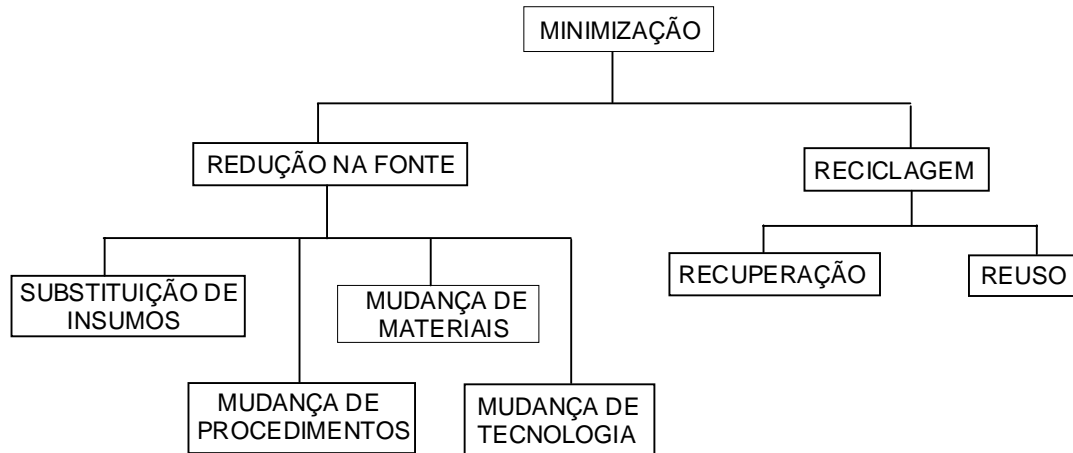 MINIMIZAÇÃO
REDUÇÃO NA FONTE
RECICLAGEM
RECUPERAÇÃO
REUSO
SUBSTITUIÇÃO DE
INSUMOS
MUDANÇA DE
MATERIAIS
MUDANÇA DE
PROCEDIMENTOS
MUDANÇA DE
TECNOLOGIA